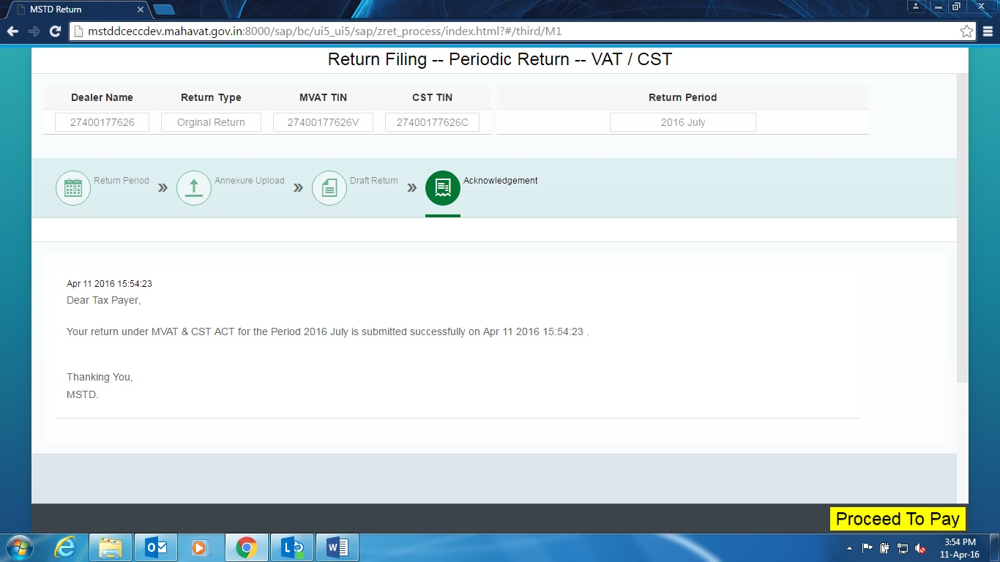 MSTD Return
mstddceccdev.mahavat.gov.in:8000/sap/bc/ui5_ui5/sap/zret_process/index.html?#/third/M1
Return Filing -- Periodic Return -- VAT / CST
Dealer Name Return Type MVAT TIN CST TIN Return Period
27400177626 Orginal Return 27400177626V 27400177626C 2016 July
Return Period » Annexure Upload » Draft Return » Acknowledgement
Apr 11 2016 15:54:23
Dear Tax Payer,
Your return under MVAT & CST ACT for the Period 2016 July is submitted successfully on Apr 11 2016 15:54:23 .
Thanking You,
MSTD.
Proceed To Pay
3:54 PM
11-Apr-16